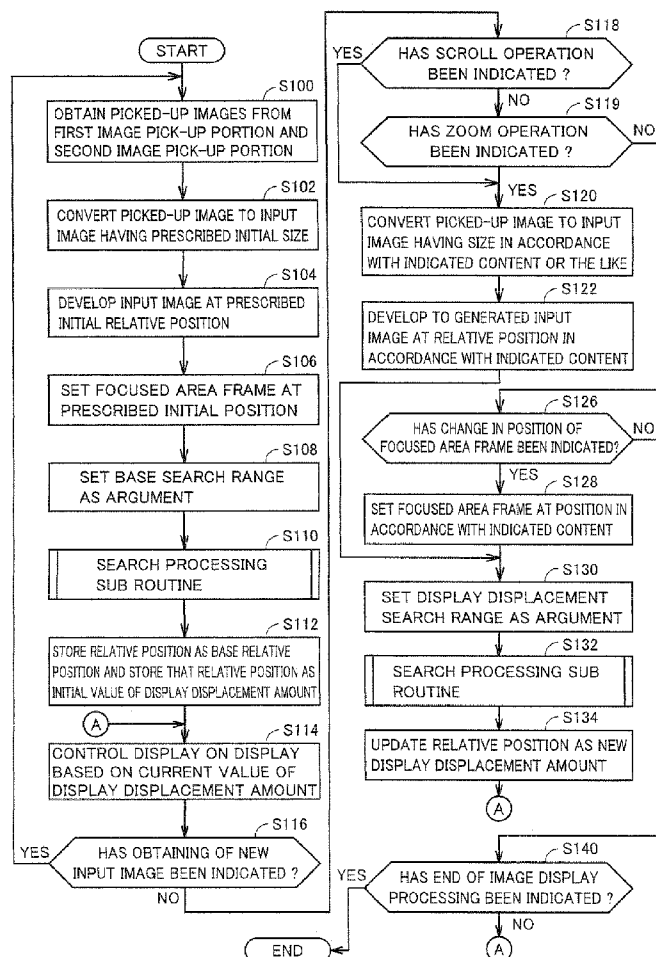 START
S100
OBTAIN PICKED-UP IMAGES FROM
FIRST IMAGE PICK-UP PORTION AND
SECOND IMAGE PICK-UP PORTION
S102
CONVERT PICKED-UP IMAGE TO INPUT
IMAGE HAVING PRESCRIBED INITIAL SIZE
S104
DEVELOP INPUT IMAGE AT PRESCRIBED
INITIAL RELATIVE POSITION
S106
SET FOCUSED AREA FRAME AT
PRESCRIBED INITIAL POSITION
S108
SET BASE SEARCH RANGE
AS ARGUMENT
S110
SEARCH PROCESSING
SUB ROUTINE
S112
STORE RELATIVE POSITION AS BASE RELATIVE
POSITION AND STORE THAT RELATIVE POSITION AS
INITIAL VALUE OF DISPLAY DISPLACEMENT AMOUNT
A
S114
CONTROL DISPLAY ON DISPLAY
BASED ON CURRENT VALUE OF
DISPLAY DISPLACEMENT AMOUNT
S116
YES
HAS OBTAINING OF NEW
INPUT IMAGE BEEN INDICATED ?
NO
S118
YES
HAS SCROLL OPERATION
BEEN INDICATED ?
NO
S119
HAS ZOOM OPERATION
BEEN INDICATED ?
NO
YES
S120
CONVERT PICKED-UP IMAGE TO INPUT
IMAGE HAVING SIZE IN ACCORDANCE
WITH INDICATED CONTENT OR THE LIKE
S122
DEVELOP TO GENERATED INPUT
IMAGE AT RELATIVE POSITION IN
ACCORDANCE WITH INDICATED CONTENT
S126
HAS CHANGE IN POSITION OF
FOCUSED AREA FRAME BEEN INDICATED?
NO
YES
S128
SET FOCUSED AREA FRAME AT POSITION IN
ACCORDANCE WITH INDICATED CONTENT
S130
SET DISPLAY DISPLACEMENT
SEARCH RANGE AS ARGUMENT
S132
SEARCH PROCESSING SUB
ROUTINE
S134
UPDATE RELATIVE POSITION AS NEW
DISPLAY DISPLACEMENT AMOUNT
A
S140
YES
HAS END OF IMAGE DISPLAY
PROCESSING BEEN INDICATED ?
NO
END
A